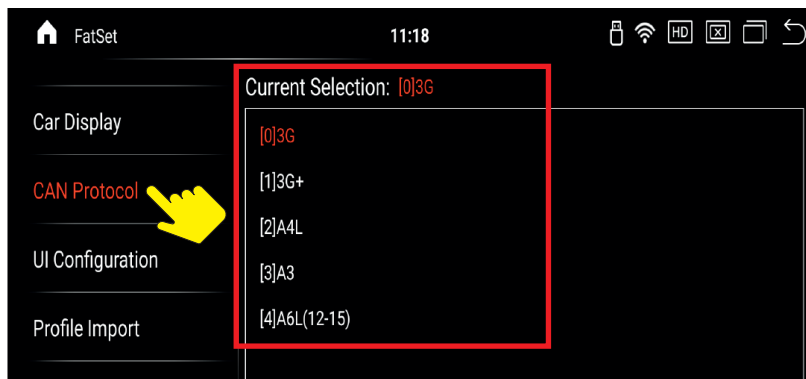 FatSet
11:18
HD
Current Selection: [0]3G
Car Display
CAN Protocol
UI Configuration
Profile Import
[0]3G
[1]3G+
[2]A4L
[3]A3
[4]A6L(12-15)